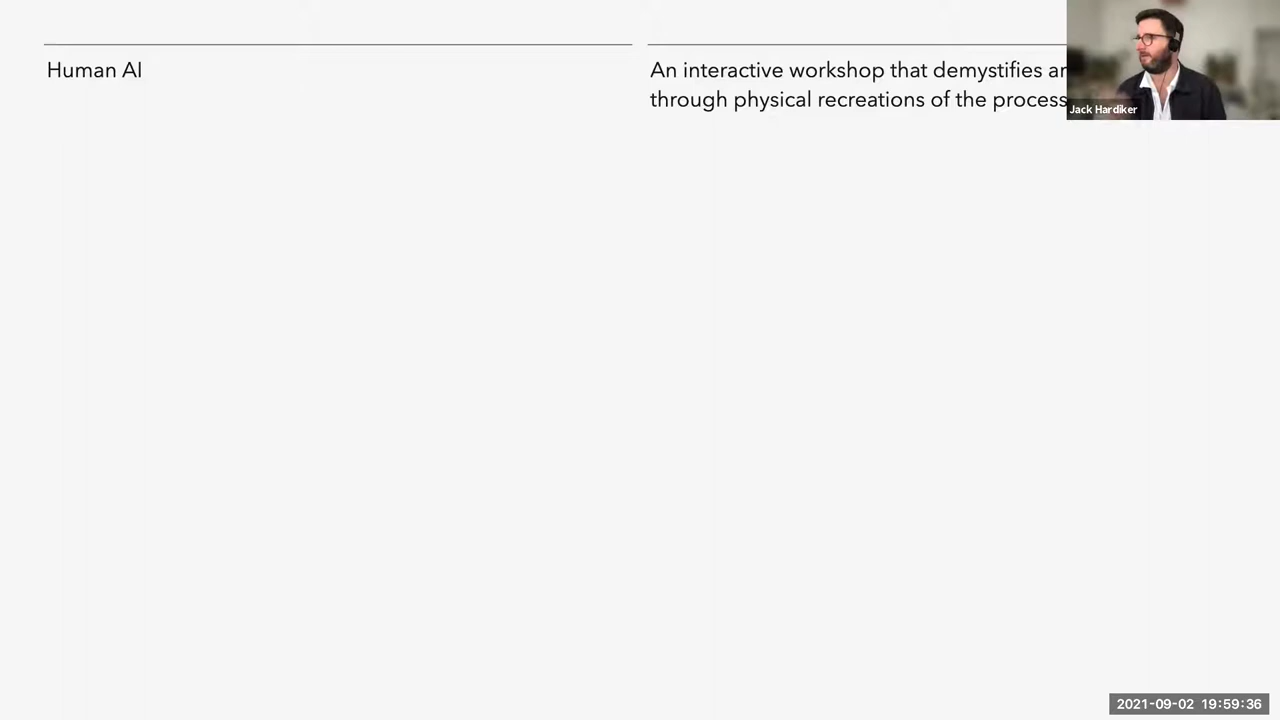 Human AI
An interactive workshop that demystifies
through physical recreations of the process
Jack Hardiker
2021-09-02 19:59:36